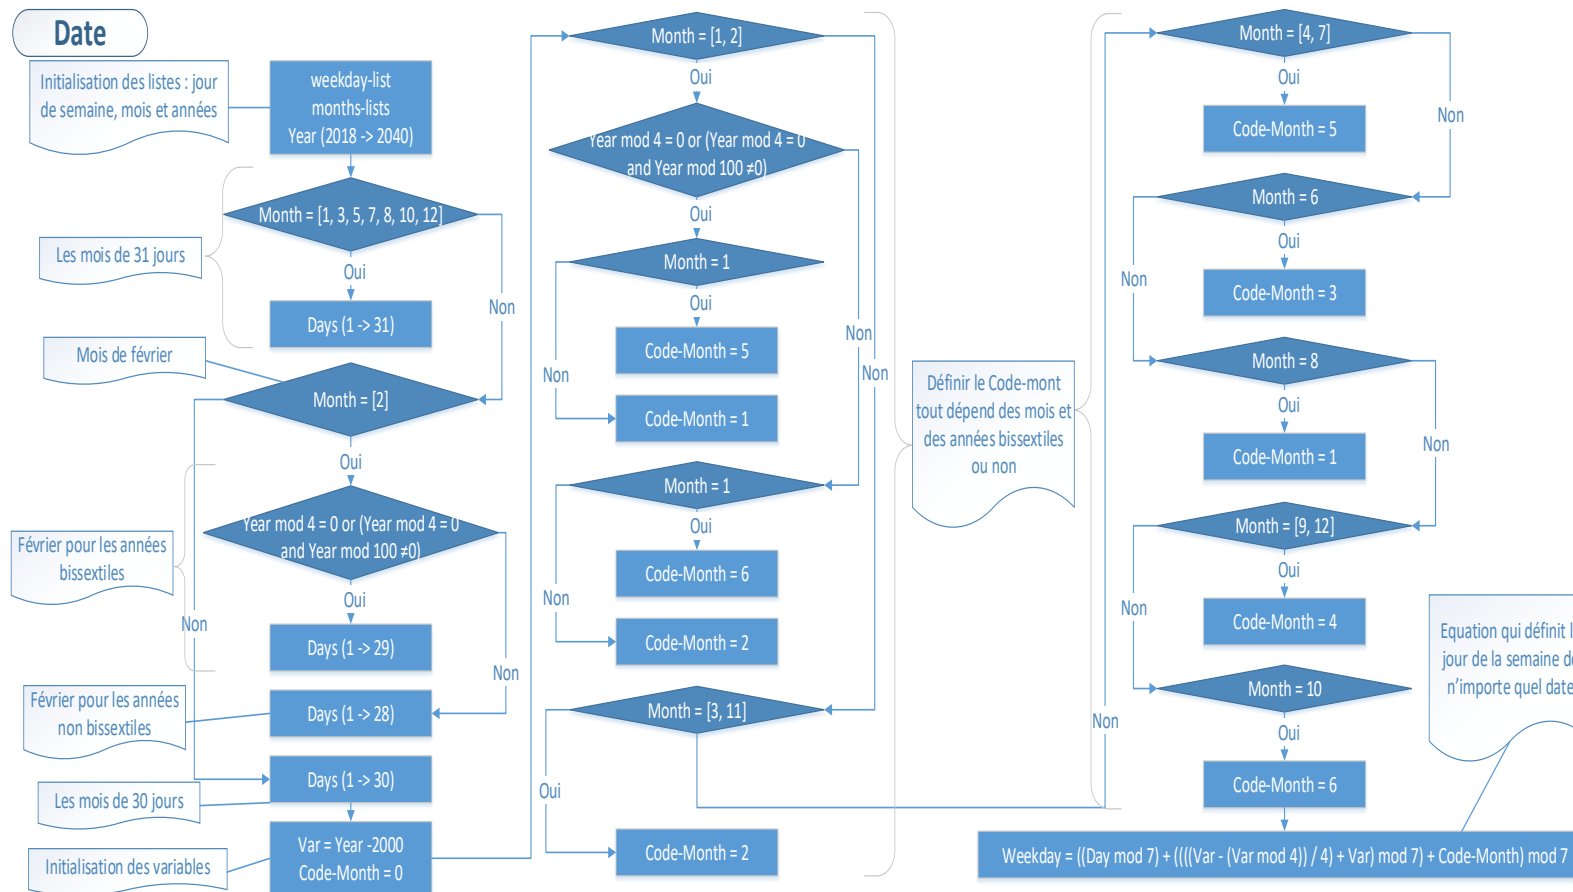 Date
Initialisation des listes : jour
de semaine, mois et années
weekday-list
months-lists
Year (2018 -> 2040)
Month = [1, 3, 5, 7, 8, 10, 12]
Les mois de 31 jours
Oui
Non
Days (1 -> 31)
Mois de février
Month = [2]
Oui
Year mod 4 = 0 or (Year mod 4 = 0
and Year mod 100 ≠0)
Février pour les années
bissextiles
Oui
Non
Days (1 -> 29)
Non
Février pour les années
non bissextiles
Days (1 -> 28)
Days (1 -> 30)
Les mois de 30 jours
Var = Year -2000
Code-Month = 0
Initialisation des variables
Month = [1, 2]
Oui
Year mod 4 = 0 or (Year mod 4 = 0
and Year mod 100 ≠0)
Oui
Month = 1
Oui
Non
Non
Code-Month = 5
Non
Code-Month = 1
Month = 1
Oui
Code-Month = 6
Non
Code-Month = 2
Month = [3, 11]
Oui
Code-Month = 2
Définir le Code-mont
tout dépend des mois et
des années bissextiles
ou non
Non
Month = [4, 7]
Oui
Non
Code-Month = 5
Month = 6
Oui
Non
Code-Month = 3
Month = 8
Oui
Non
Code-Month = 1
Month = [9, 12]
Oui
Non
Code-Month = 4
Month = 10
Oui
Code-Month = 6
Equation qui définit l
jour de la semaine d
n'importe quel date
Weekday = ((Day mod 7) + ((((Var - (Var mod 4)) / 4) + Var) mod 7) + Code-Month) mod 7